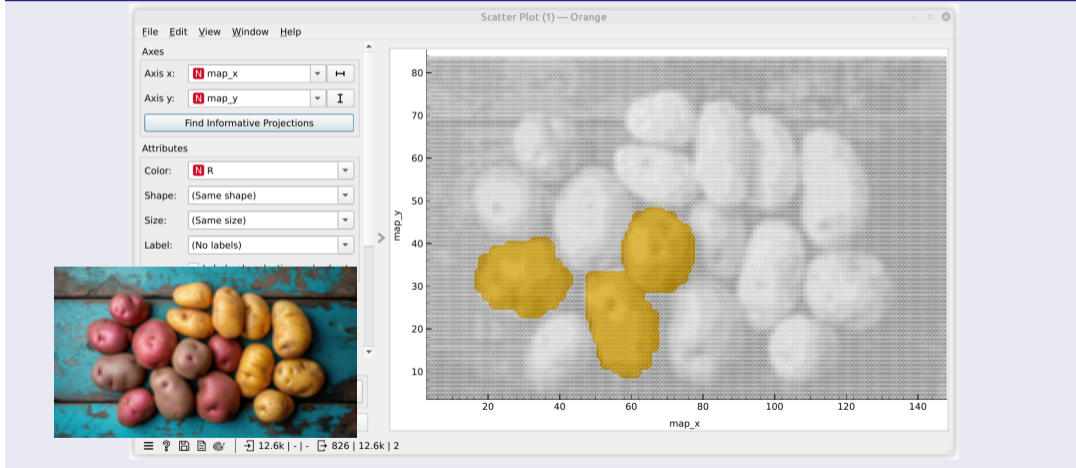 Scatter Plot (1) — Orange
File Edit View Window Help
Axes
Axis x: N map_x
Axis y: N map_y
Find Informative Projections
Attributes
Color: N R
Shape: (Same shape)
Size: (Same size)
Label: (No labels)
map_y
80
70
60
50
40
30
20
10
20 40 60 80 100 120 140
map_x
12.6k | - | - 826 | 12.6k | 2